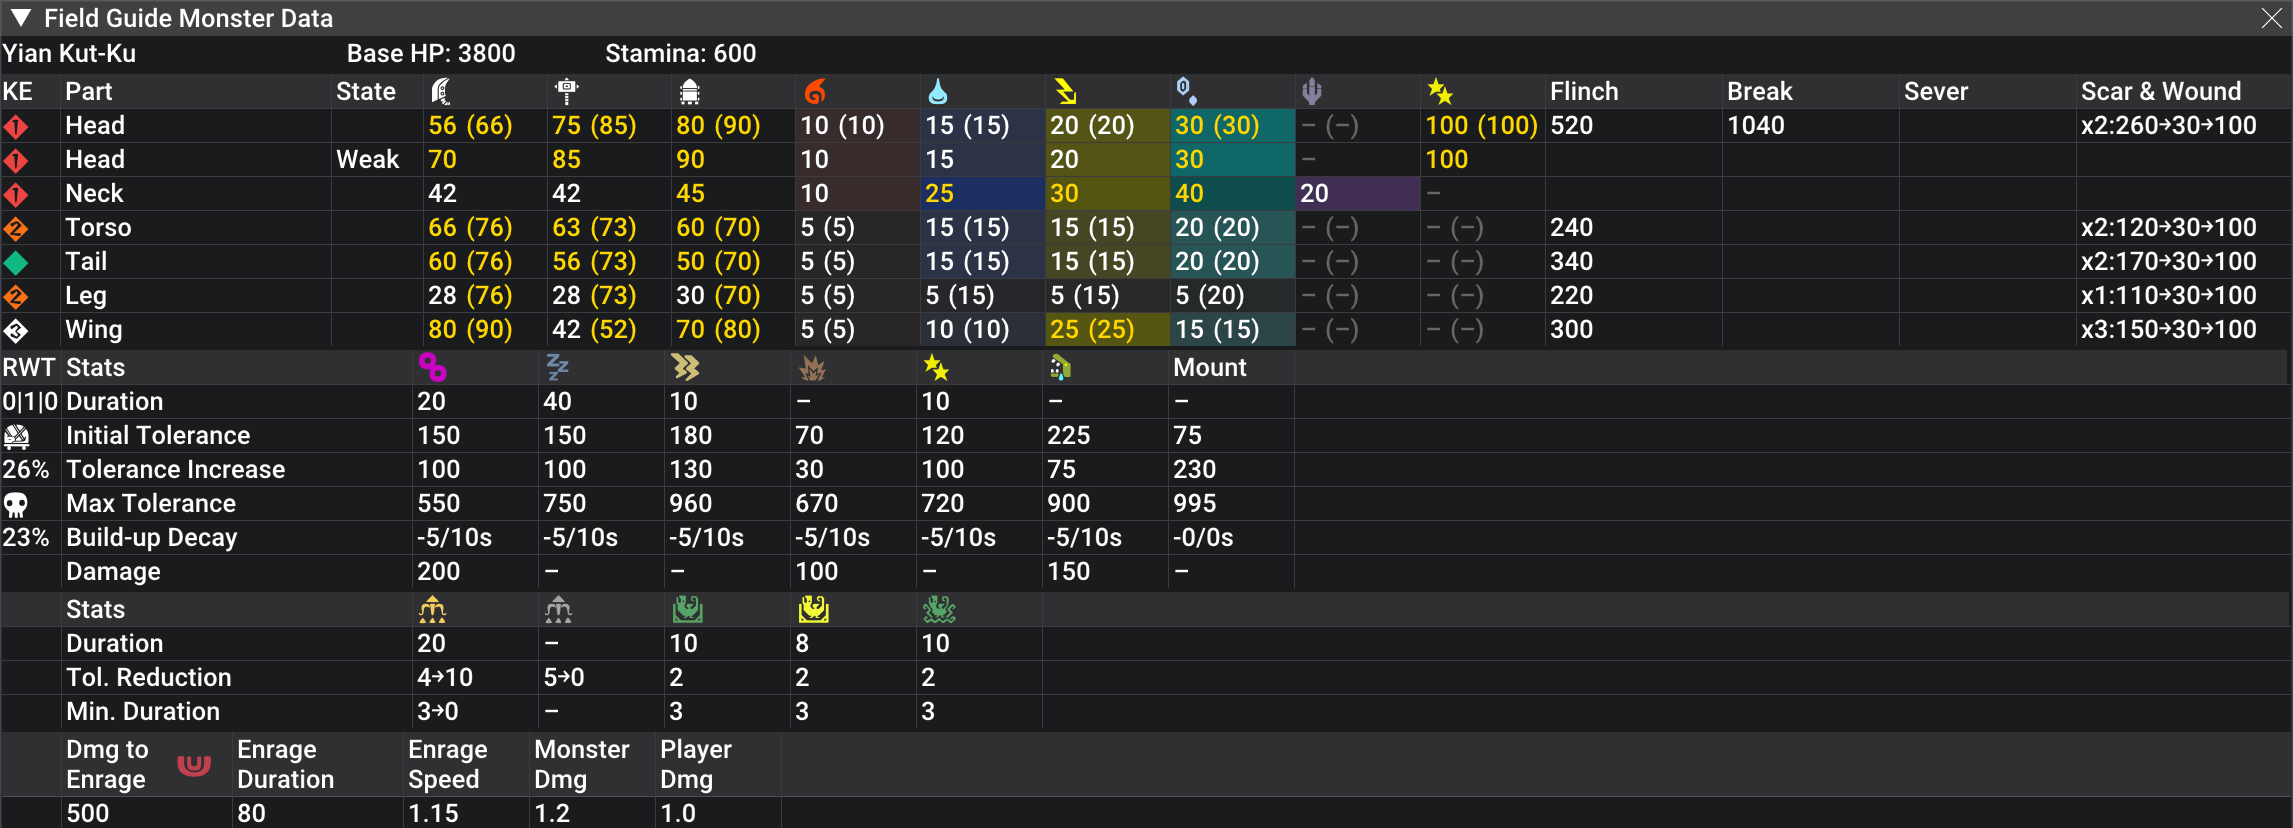 Field Guide Monster Data
Yian Kut-Ku Base HP: 3800 Stamina: 600
KE Part State Flinch Break Sever Scar & Wound
1 Head 56 (66) 75 (85) 80 (90) 10 (10) 15 (15) 20 (20) 30 (30) – (–) 100 (100) 520 1040 x2:260→30→100
1 Head Weak 70 85 90 10 15 20 30 – 100
1 Neck 42 42 45 10 25 30 40 20 –
2 Torso 66 (76) 63 (73) 60 (70) 5 (5) 15 (15) 15 (15) 20 (20) – (–) – (–) 240 x2:120→30→100
Tail 60 (76) 56 (73) 50 (70) 5 (5) 15 (15) 15 (15) 20 (20) – (–) – (–) 340 x2:170→30→100
2 Leg 28 (76) 28 (73) 30 (70) 5 (5) 5 (15) 5 (15) 5 (20) – (–) – (–) 220 x1:110→30→100
3 Wing 80 (90) 42 (52) 70 (80) 5 (5) 10 (10) 25 (25) 15 (15) – (–) – (–) 300 x3:150→30→100
RWT Stats Mount
0|1|0 Duration 20 40 10 – 10 – –
Initial Tolerance 150 150 180 70 120 225 75
26% Tolerance Increase 100 100 130 30 100 75 230
Max Tolerance 550 750 960 670 720 900 995
23% Build-up Decay -5/10s -5/10s -5/10s -5/10s -5/10s -5/10s -0/0s
Damage 200 – – 100 – 150 –
Stats
Duration 20 – 10 8 10
Tol. Reduction 4→10 5→0 2 2 2
Min. Duration 3→0 – 3 3 3
Dmg to Enrage Enrage Monster Player
Enrage Duration Speed Dmg Dmg
500 80 1.15 1.2 1.0